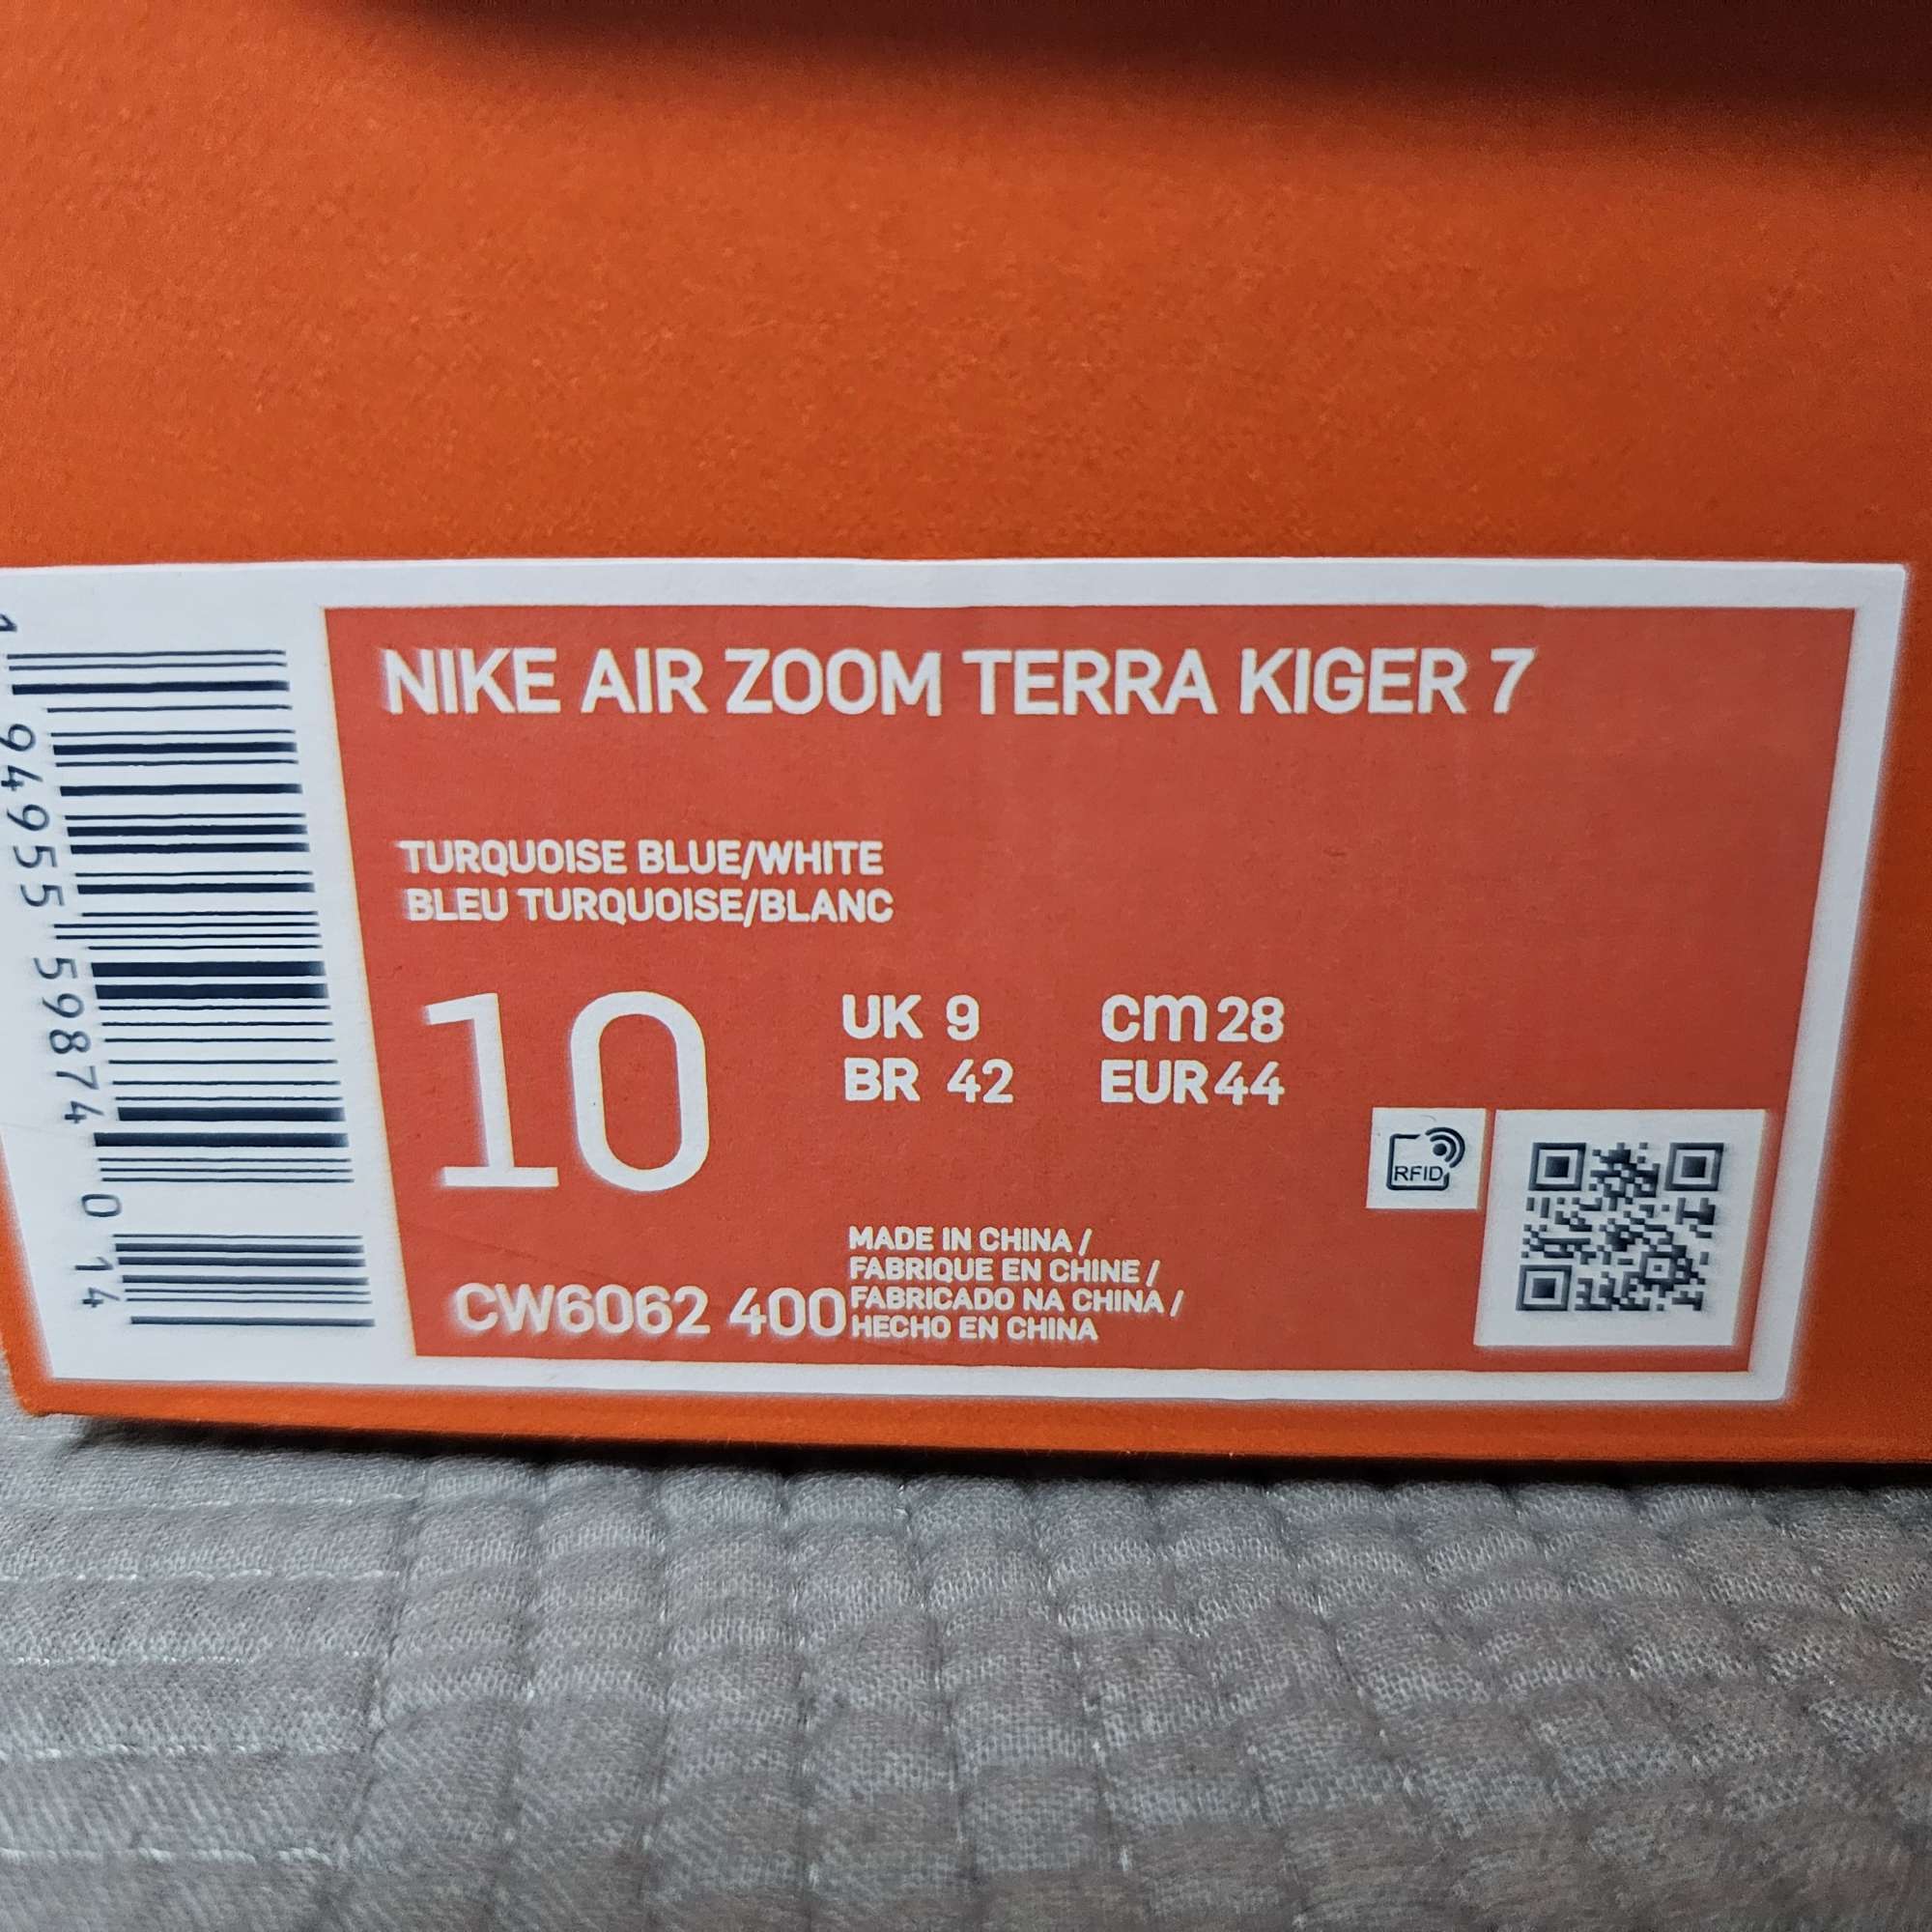 NIKE AIR ZOOM TERRA KIGER 7
TURQUOISE BLUE/WHITE
BLEU TURQUOISE/BLANC
10
UK 9 cm 28
BR 42 EUR 44
RFID
CW6062 400
MADE IN CHINA /
FABRIQUE EN CHINE /
FABRICADO NA CHINA /
HECHO EN CHINA
1 94955 59874 0 14